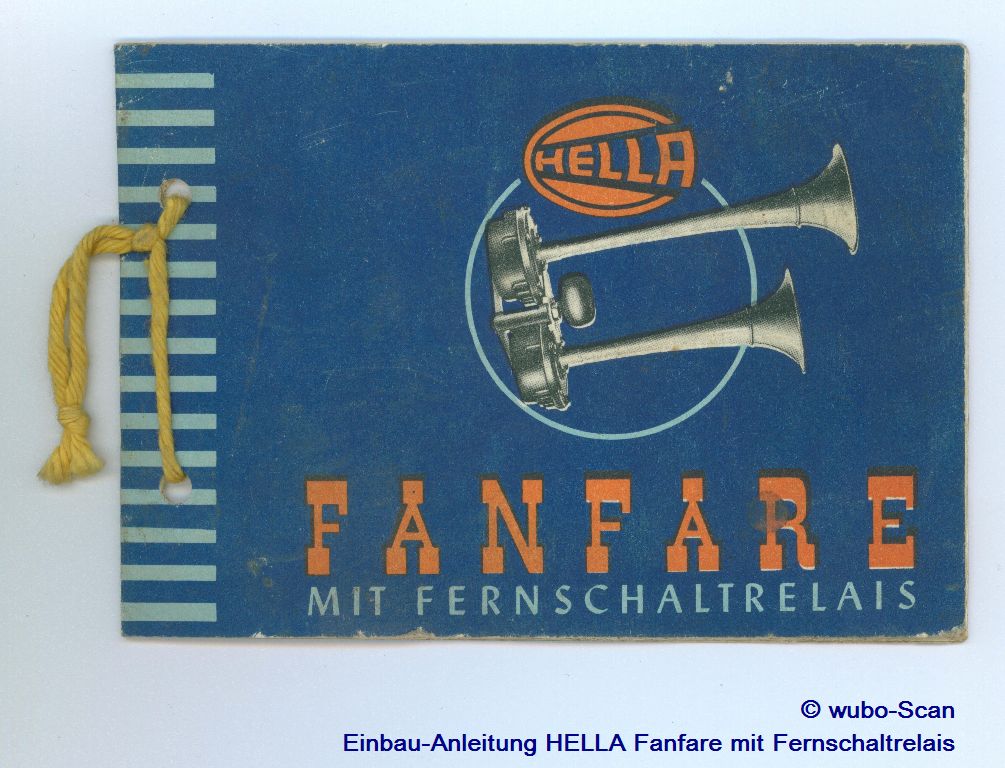 HELLA
FANFARE
MIT FERNSCHALTRELAIS
© wubo-Scan
Einbau-Anleitung HELLA Fanfare mit Fernschaltrelais